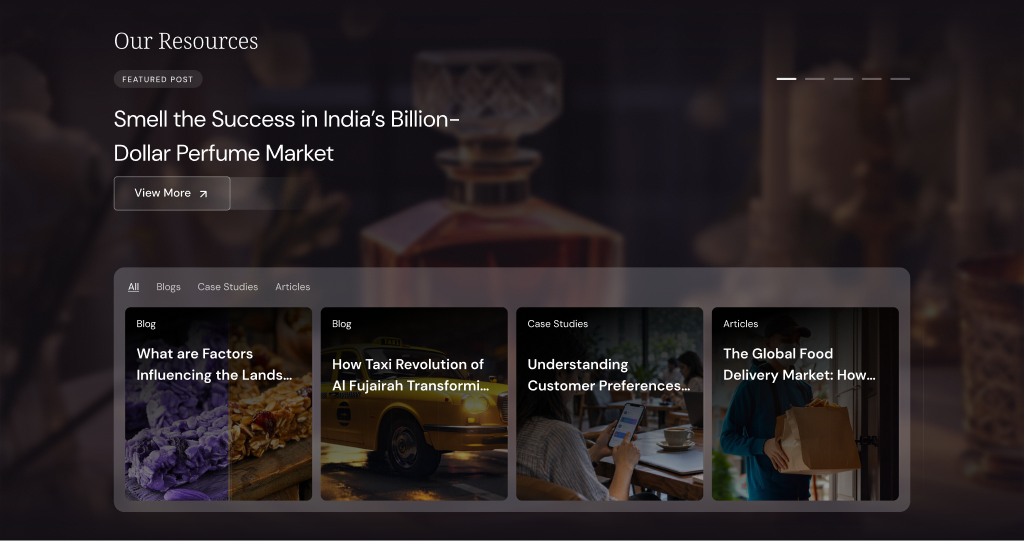 Our Resources
FEATURED POST
Smell the Success in India’s Billion-
Dollar Perfume Market
View More
All Blogs Case Studies Articles
Blog
What are Factors
Influencing the Lands...
Blog
How Taxi Revolution of
Al Fujairah Transformi...
Case Studies
Understanding
Customer Preferences...
Articles
The Global Food
Delivery Market: How...